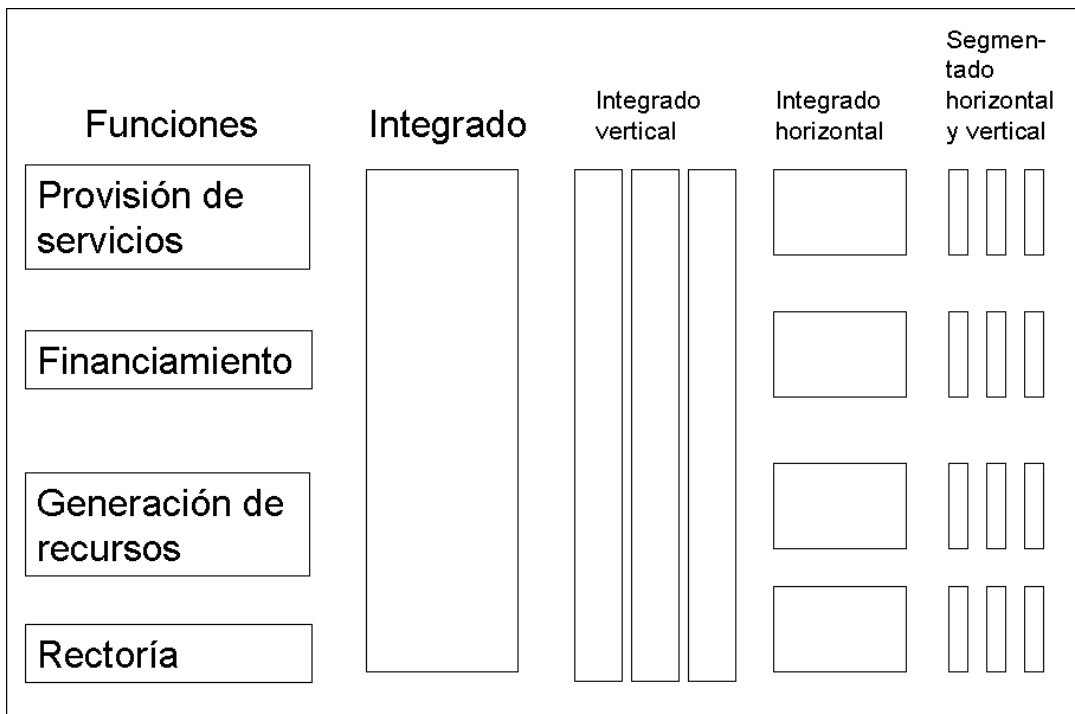 Funciones
Integrado
Integrado
vertical
Integrado
horizontal
Segmen-
tado
horizontal
y vertical
Provisión de
servicios
Financiamiento
Generación de
recursos
Rectoría